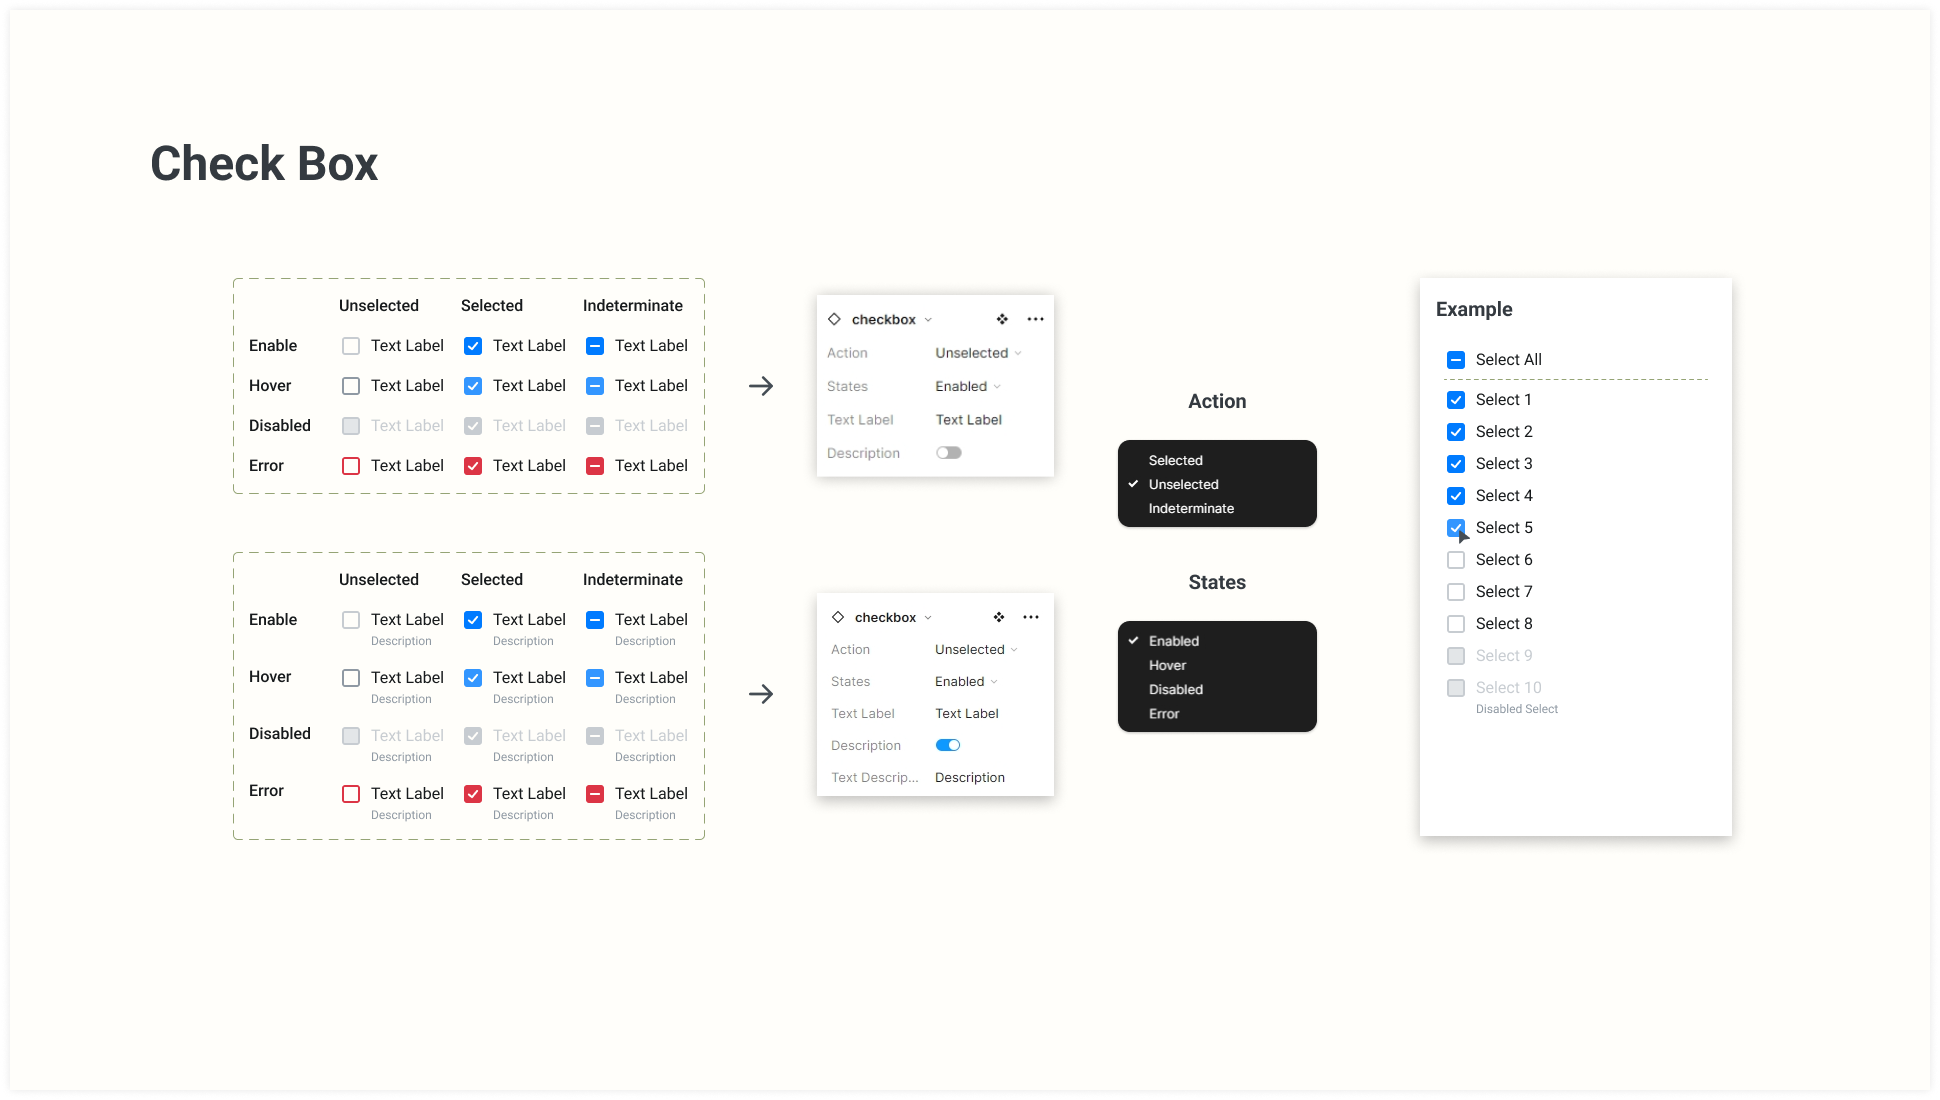 Check Box
Unselected Selected Indeterminate
Enable Text Label Text Label Text Label
Hover Text Label Text Label Text Label
Disabled Text Label Text Label Text Label
Error Text Label Text Label Text Label
Unselected Selected Indeterminate
Enable Text Label Text Label Text Label
Description Description Description
Hover Text Label Text Label Text Label
Description Description Description
Disabled Text Label Text Label Text Label
Description Description Description
Error Text Label Text Label Text Label
Description Description Description
checkbox
Action Unselected
States Enabled
Text Label Text Label
Description
checkbox
Action Unselected
States Enabled
Text Label Text Label
Description
Text Descrip... Description
Action
Selected
Unselected
Indeterminate
States
Enabled
Hover
Disabled
Error
Example
Select All
Select 1
Select 2
Select 3
Select 4
Select 5
Select 6
Select 7
Select 8
Select 9
Select 10
Disabled Select